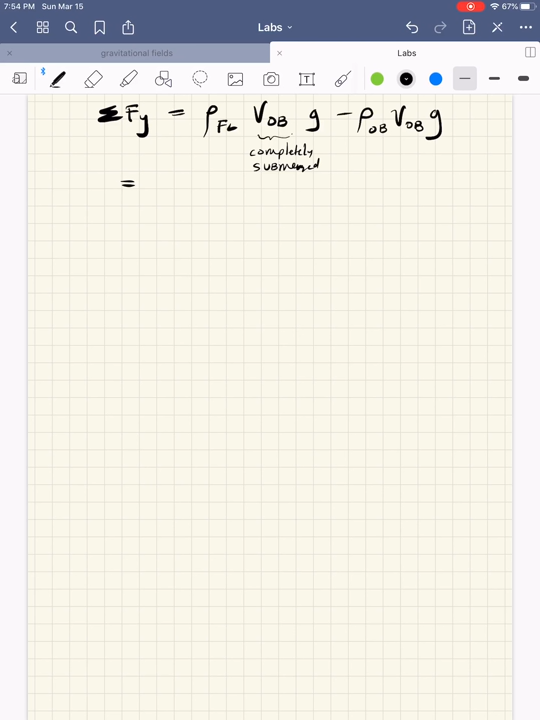 7:54 PM Sun Mar 15
67%
Labs
gravitational fields
Labs
T
ΣFy = ρFL VOB g − ρOB VOB g
completely
submerged
=